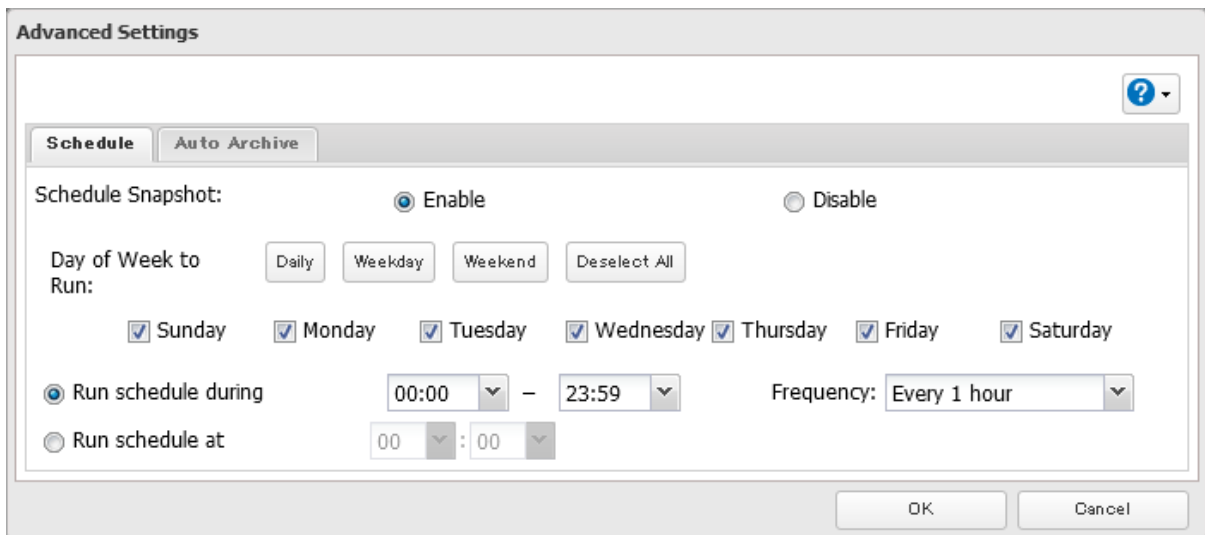 Advanced Settings
?
Schedule Auto Archive
Schedule Snapshot: Enable Disable
Day of Week to Run: Daily Weekday Weekend Deselect All
Sunday Monday Tuesday Wednesday Thursday Friday Saturday
Run schedule during 00:00 – 23:59 Frequency: Every 1 hour
Run schedule at 00 : 00
OK Cancel